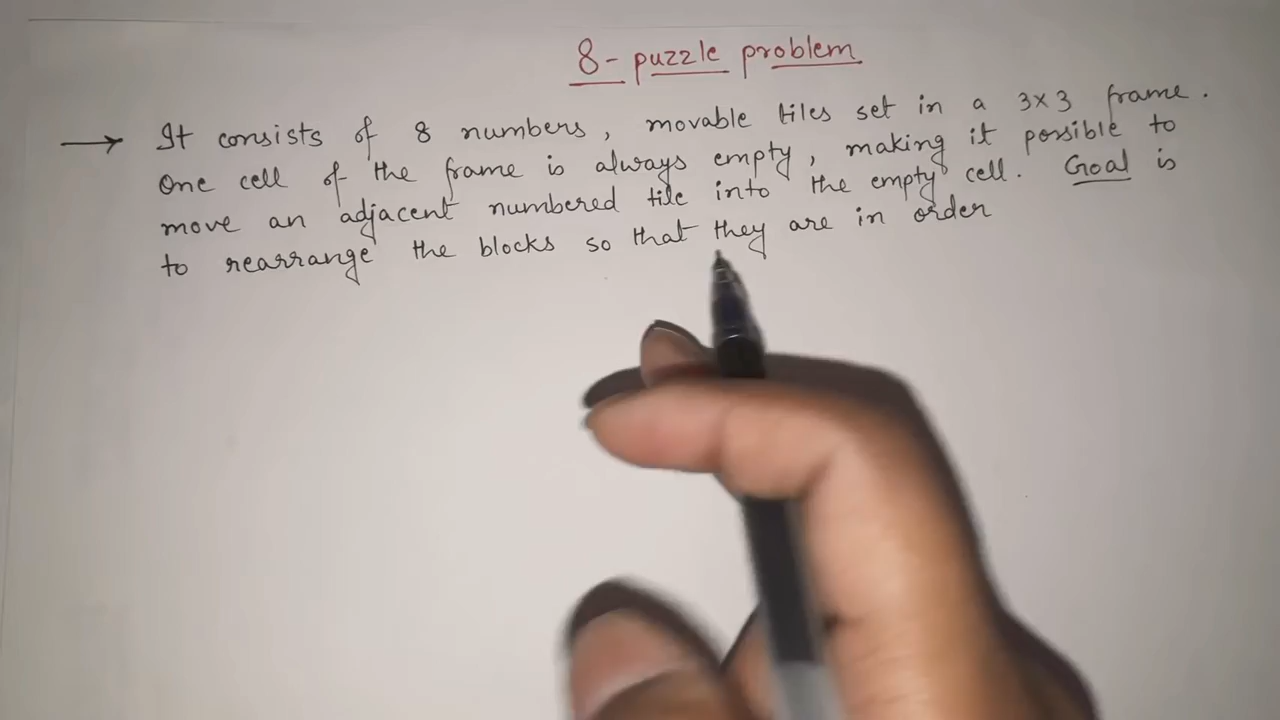 8- puzzle problem
→ It consists of 8 numbers, movable tiles set in a 3x3 frame.
One cell of the frame is always empty, making it possible to
move an adjacent numbered tile into the empty cell. Goal is
to rearrange the blocks so that they are in order